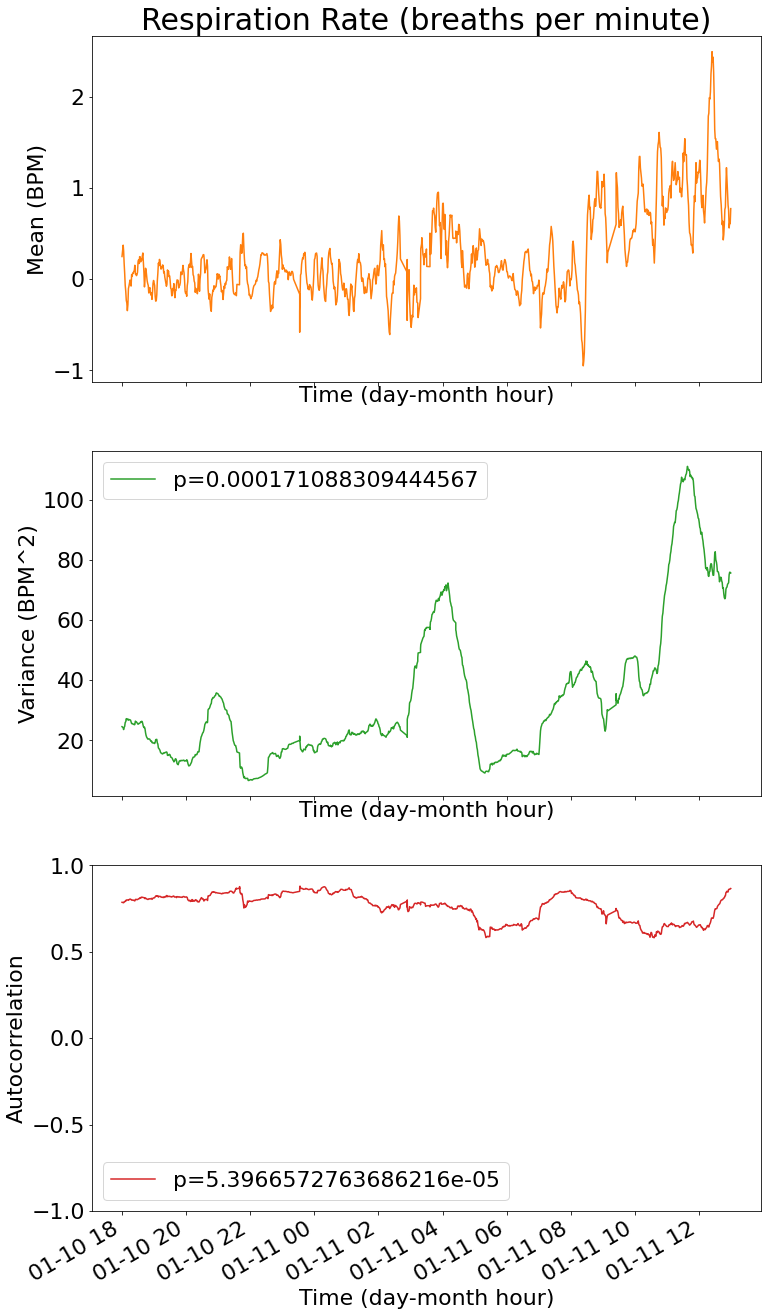 Respiration Rate (breaths per minute)
Mean (BPM)
2
1
0
−1
Time (day-month hour)
Variance (BPM^2)
p=0.000171088309444567
100
80
60
40
20
Time (day-month hour)
Autocorrelation
1.0
0.5
0.0
−0.5
−1.0
p=5.3966572763686216e-05
01-10 18
01-10 20
01-10 22
01-11 00
01-11 02
01-11 04
01-11 06
01-11 08
01-11 10
01-11 12
Time (day-month hour)